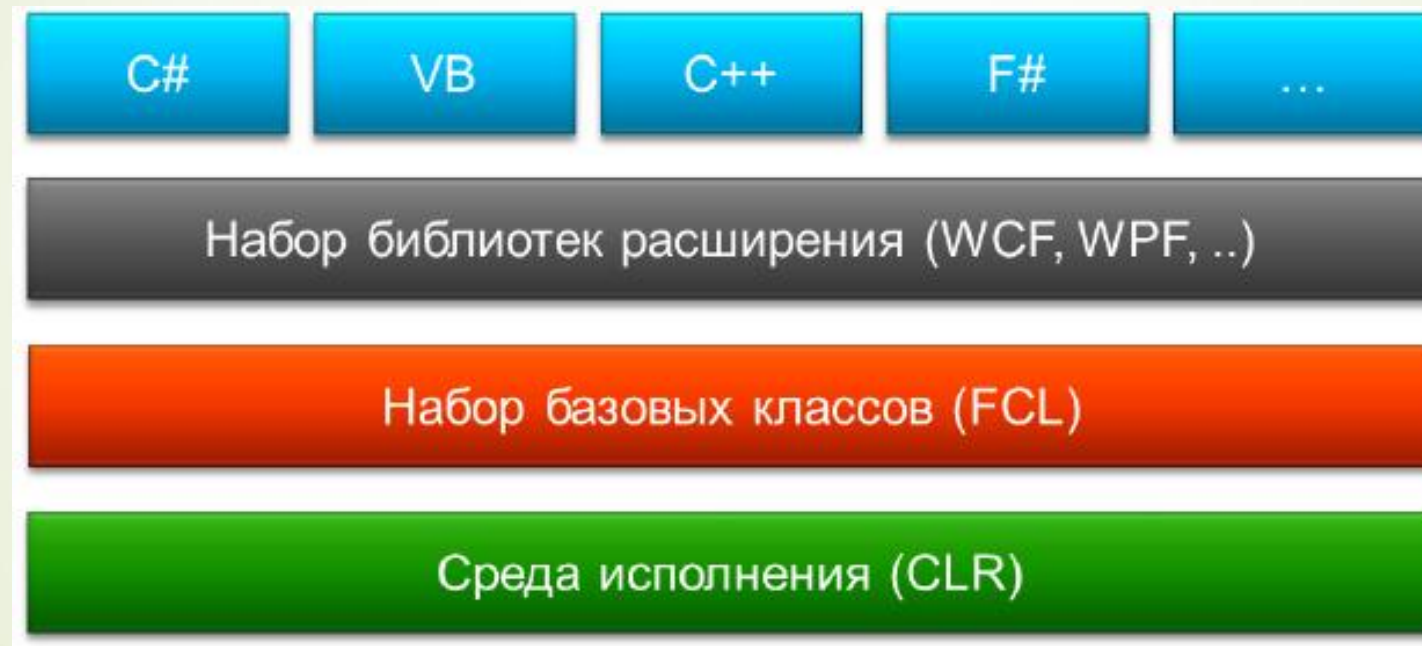 C# VB C++ F# ...
Набор библиотек расширения (WCF, WPF, ..)
Набор базовых классов (FCL)
Среда исполнения (CLR)